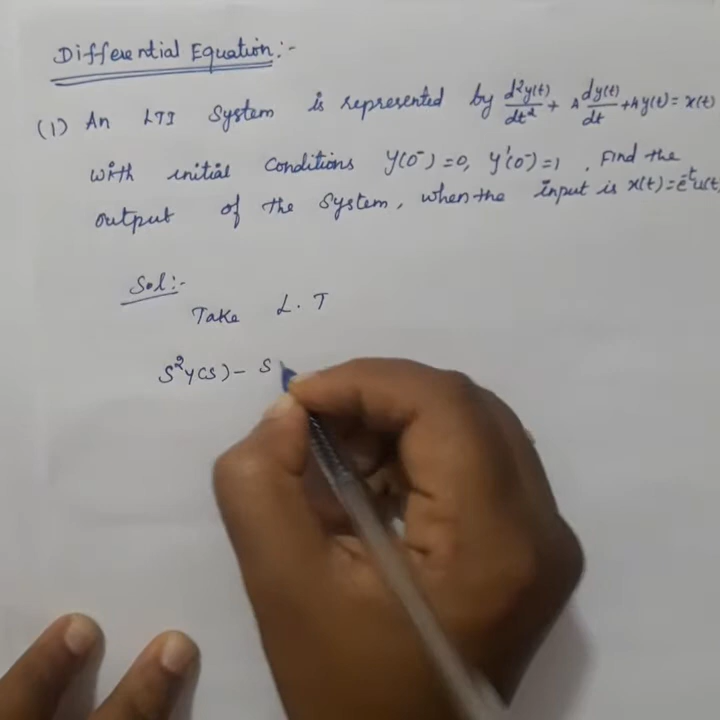 Differential Equation:-
(1) An LTI System is represented by d²y(t)/dt² + 4 dy(t)/dt + 4y(t) = x(t)
with initial conditions y(0⁻)=0, y'(0⁻)=1 , Find the
output of the System, when the input is x(t)=e⁻ᵗu(t)
Sol:-
Take L.T
S²Y(S) - S